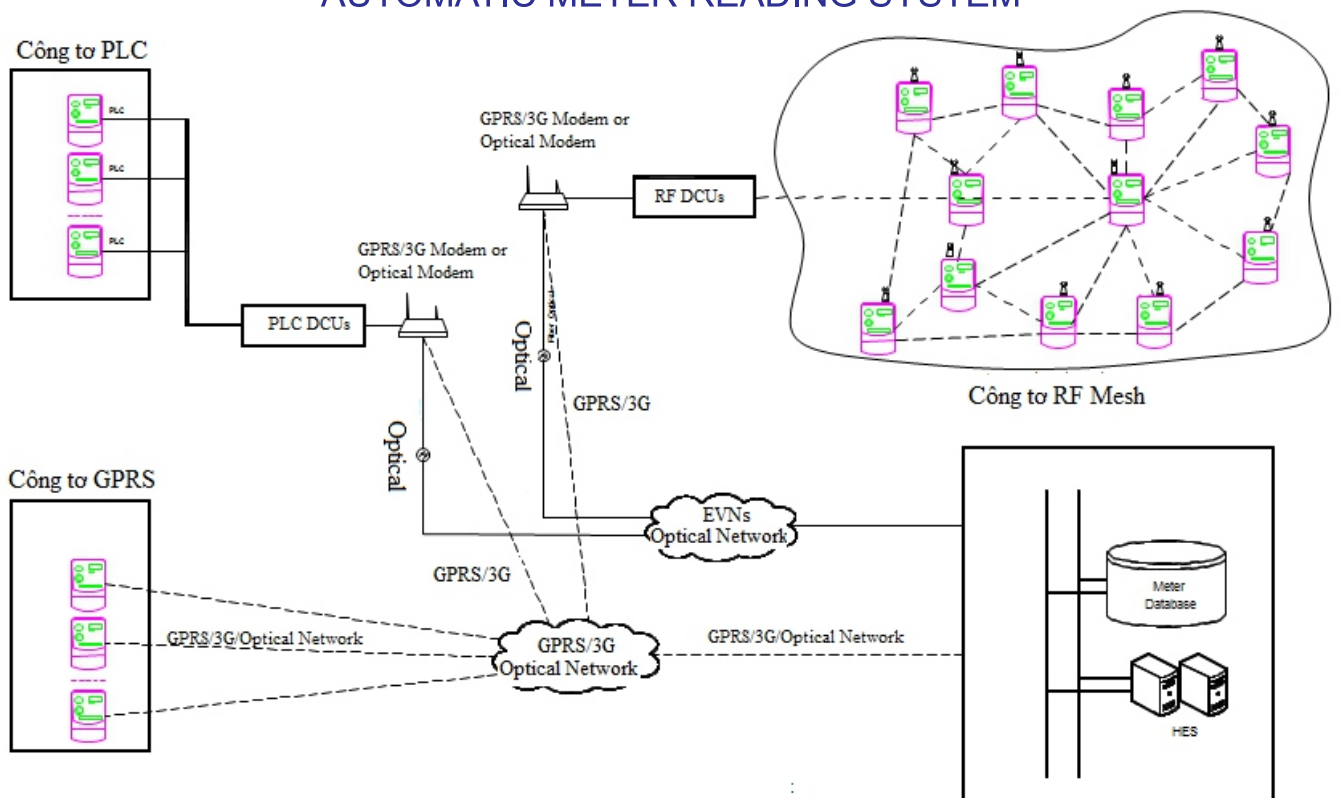 AUTOMATIC METER READING SYSTEM
Công tơ PLC
PLC
PLC
PLC
GPRS/3G Modem or
Optical Modem
RF DCUs
GPRS/3G Modem or
Optical Modem
PLC DCUs
Optical
GPRS/3G
Công tơ RF Mesh
Optical
Công tơ GPRS
EVNs
Optical Network
GPRS/3G
GPRS/3G/Optical Network
GPRS/3G
Optical Network
GPRS/3G/Optical Network
Meter
Database
HES